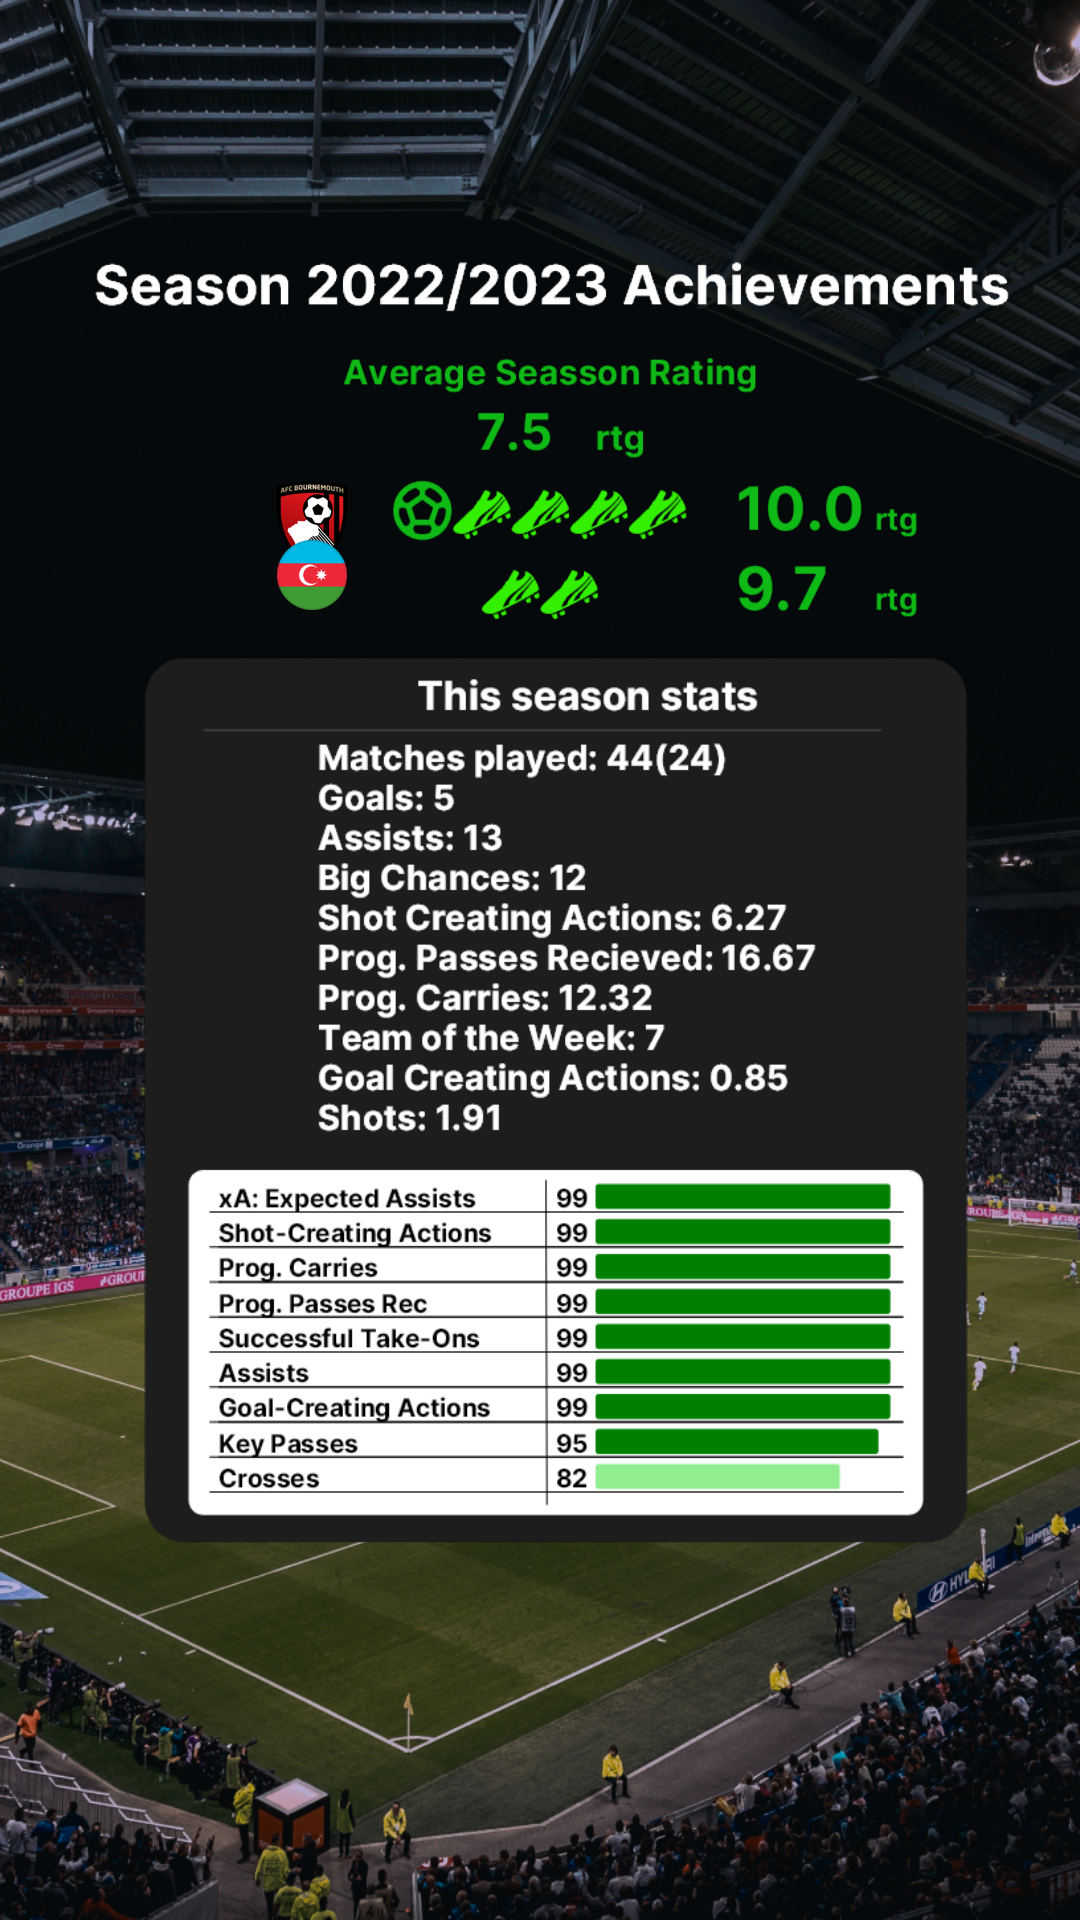 Season 2022/2023 Achievements
Average Seasson Rating
7.5 rtg
AFC BOURNEMOUTH
10.0 rtg
9.7 rtg
This season stats
Matches played: 44(24)
Goals: 5
Assists: 13
Big Chances: 12
Shot Creating Actions: 6.27
Prog. Passes Recieved: 16.67
Prog. Carries: 12.32
Team of the Week: 7
Goal Creating Actions: 0.85
Shots: 1.91
xA: Expected Assists 99
Shot-Creating Actions 99
Prog. Carries 99
Prog. Passes Rec 99
Successful Take-Ons 99
Assists 99
Goal-Creating Actions 99
Key Passes 95
Crosses 82
Orange
GROUPE IGS #GROU